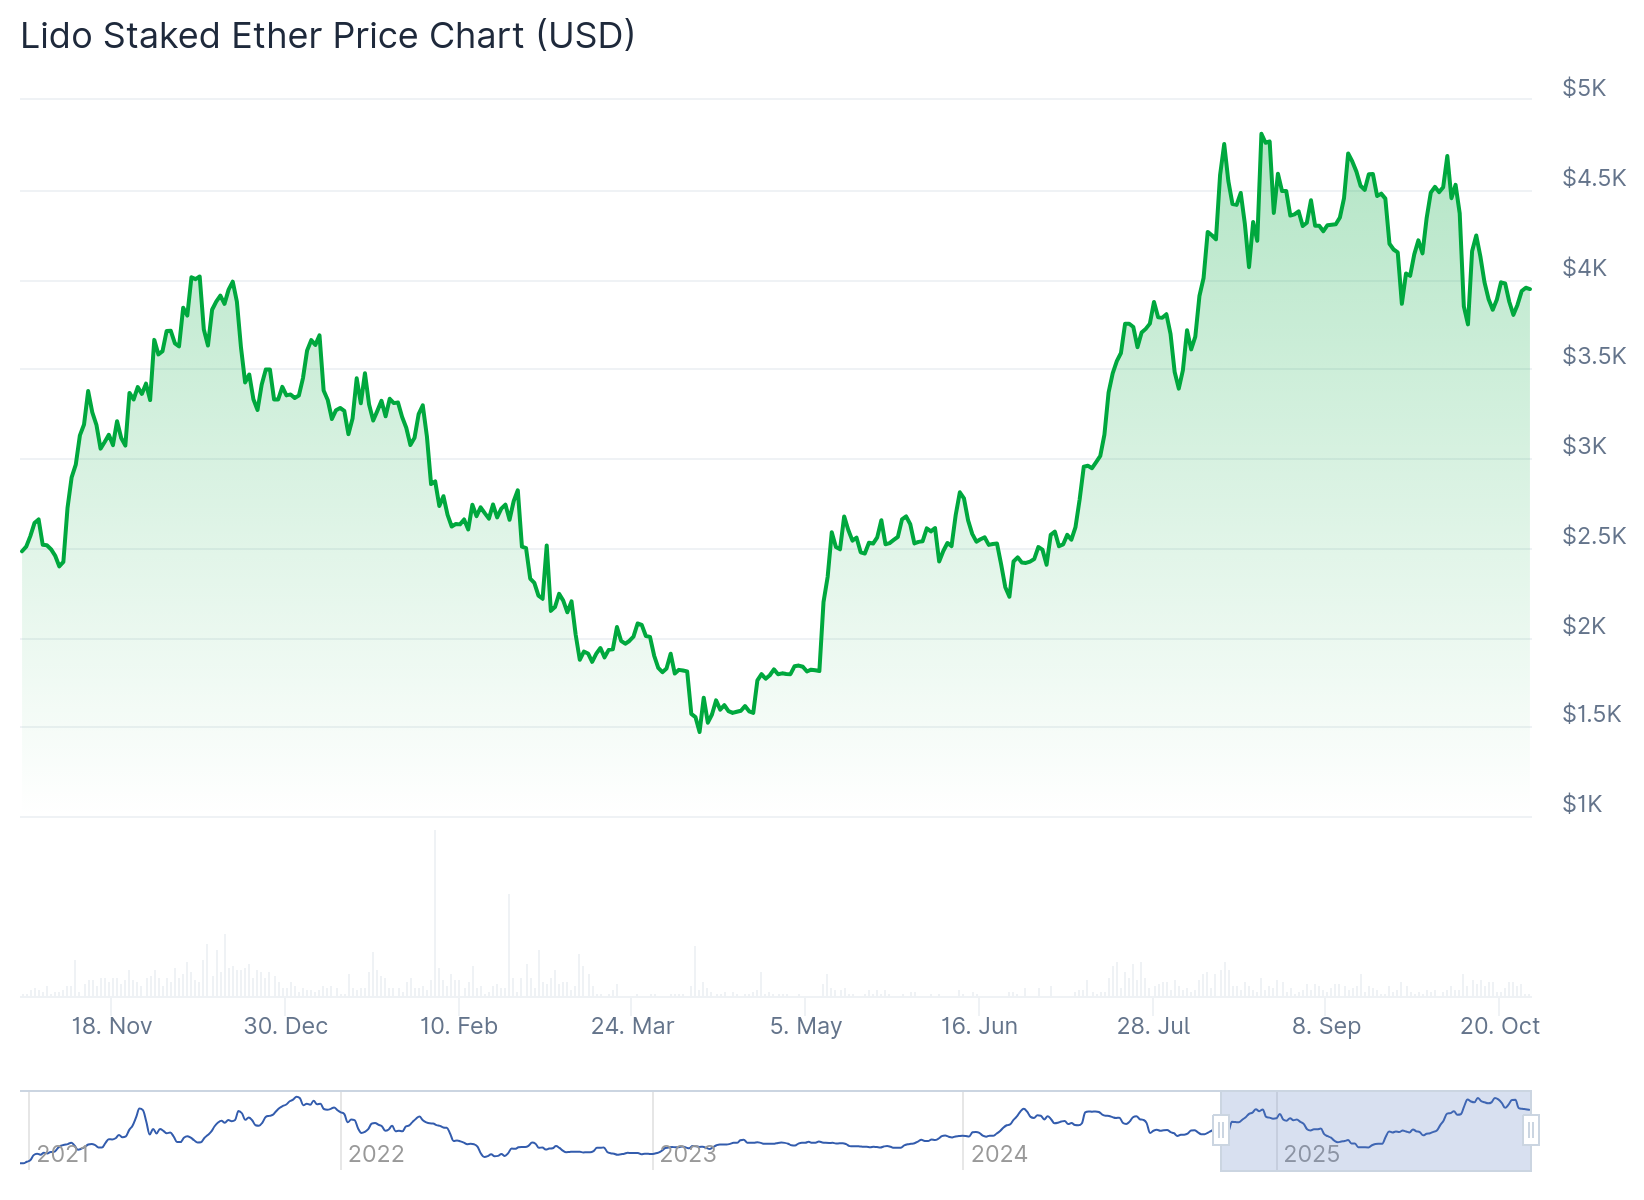 Lido Staked Ether Price Chart (USD)
$5K
$4.5K
$4K
$3.5K
$3K
$2.5K
$2K
$1.5K
$1K
18. Nov 30. Dec 10. Feb 24. Mar 5. May 16. Jun 28. Jul 8. Sep 20. Oct
2021 2022 2023 2024 2025